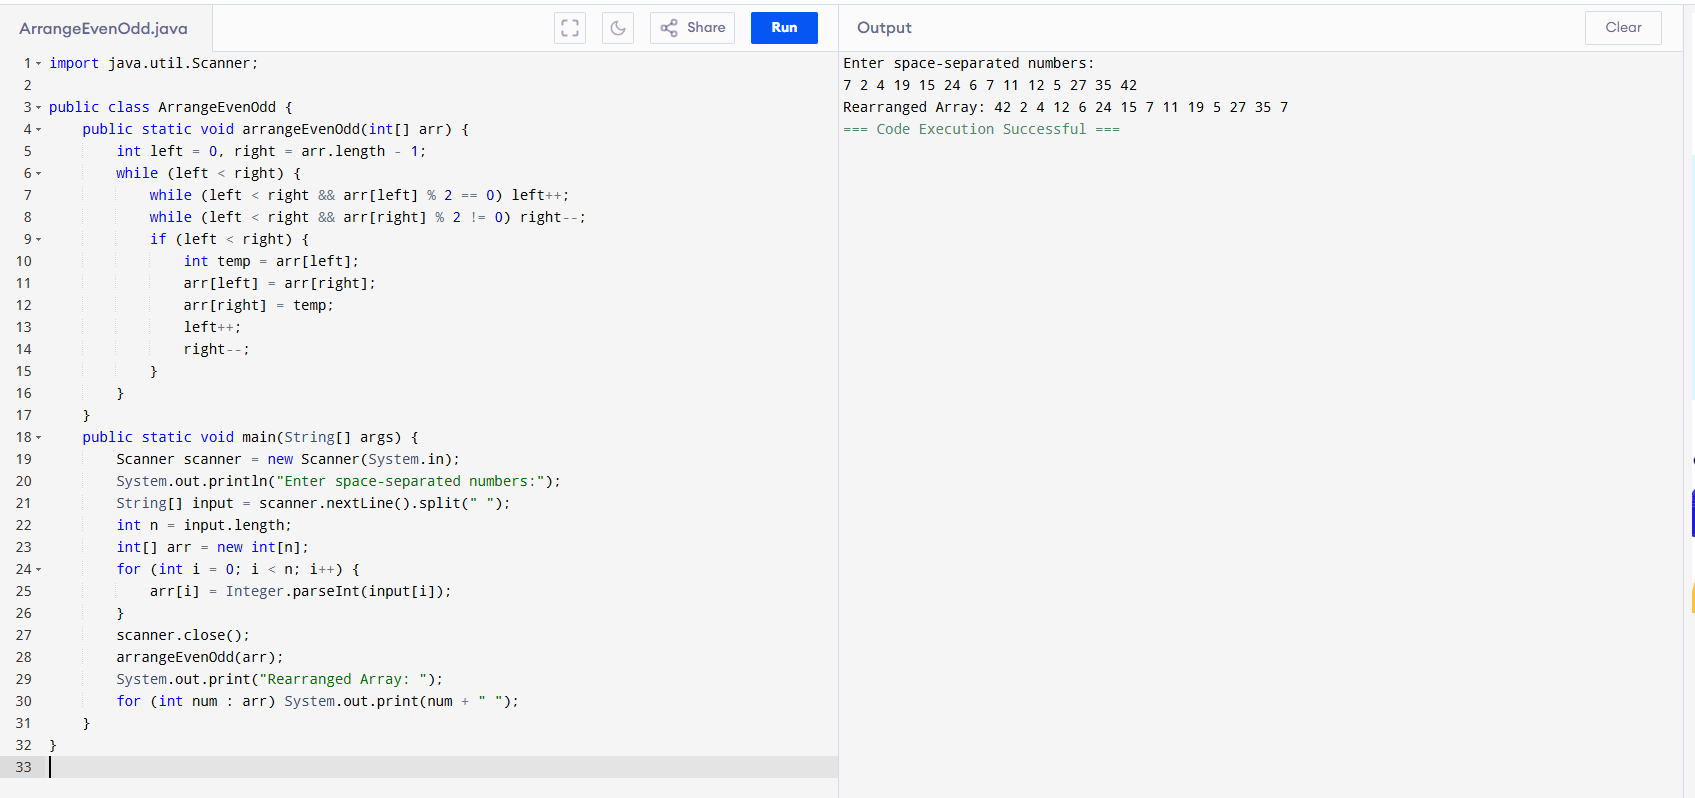 ArrangeEvenOdd.java
Share
Run
1 import java.util.Scanner;
2
3 public class ArrangeEvenOdd {
4     public static void arrangeEvenOdd(int[] arr) {
5         int left = 0, right = arr.length - 1;
6         while (left < right) {
7             while (left < right && arr[left] % 2 == 0) left++;
8             while (left < right && arr[right] % 2 != 0) right--;
9             if (left < right) {
10                 int temp = arr[left];
11                 arr[left] = arr[right];
12                 arr[right] = temp;
13                 left++;
14                 right--;
15             }
16         }
17     }
18     public static void main(String[] args) {
19         Scanner scanner = new Scanner(System.in);
20         System.out.println("Enter space-separated numbers:");
21         String[] input = scanner.nextLine().split(" ");
22         int n = input.length;
23         int[] arr = new int[n];
24         for (int i = 0; i < n; i++) {
25             arr[i] = Integer.parseInt(input[i]);
26         }
27         scanner.close();
28         arrangeEvenOdd(arr);
29         System.out.print("Rearranged Array: ");
30         for (int num : arr) System.out.print(num + " ");
31     }
32 }
33
Output
Clear
Enter space-separated numbers:
7 2 4 19 15 24 6 7 11 12 5 27 35 42
Rearranged Array: 42 2 4 12 6 24 15 7 11 19 5 27 35 7
=== Code Execution Successful ===